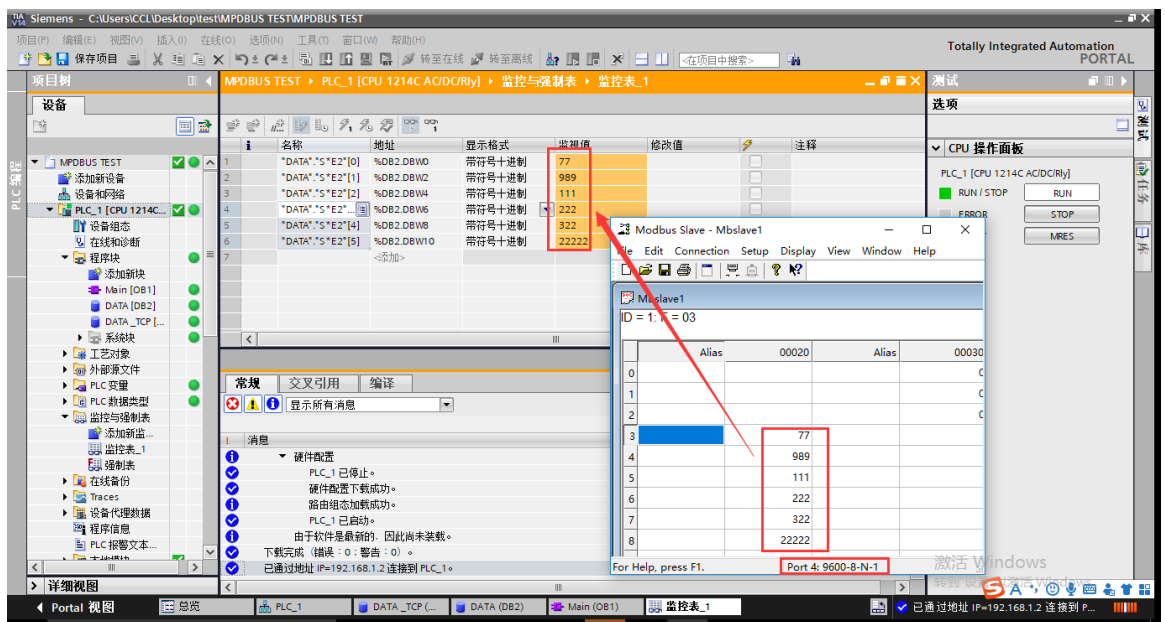 TIA V14 Siemens - C:\Users\CCL\Desktop\test\MPDBUS TEST\MPDBUS TEST
项目(P) 编辑(E) 视图(V) 插入(I) 在线(O) 选项(N) 工具(T) 窗口(W) 帮助(H)
Totally Integrated Automation
PORTAL
保存项目 转至在线 转至离线 <在项目中搜索>
项目树
MPDBUS TEST PLC_1 [CPU 1214C AC/DC/Rly] 监控与强制表 监控表_1
测试
设备
选项
i 名称 地址 显示格式 监视值 修改值 注释
1 "DATA"."S°E2"[0] %DB2.DBW0 带符号十进制 77
2 "DATA"."S°E2"[1] %DB2.DBW2 带符号十进制 989
3 "DATA"."S°E2"[2] %DB2.DBW4 带符号十进制 111
4 "DATA"."S°E2"... %DB2.DBW6 带符号十进制 222
5 "DATA"."S°E2"[4] %DB2.DBW8 带符号十进制 322
6 "DATA"."S°E2"[5] %DB2.DBW10 带符号十进制 22222
7 <添加>
PLC 编程
MPDBUS TEST
添加新设备
设备和网络
PLC_1 [CPU 1214C...
设备组态
在线和诊断
程序块
添加新块
Main [OB1]
DATA [DB2]
DATA _TCP [...
系统块
工艺对象
外部源文件
PLC 变量
PLC 数据类型
监控与强制表
添加新监...
监控表_1
强制表
在线备份
Traces
设备代理数据
程序信息
PLC 报警文本...
详细视图
CPU 操作面板
PLC_1 [CPU 1214C AC/DC/Rly]
RUN / STOP RUN
ERROR STOP
MRES
测试
任务
库
常规 交叉引用 编译
显示所有消息
! 消息
硬件配置
PLC_1 已停止。
硬件配置下载成功。
路由组态加载成功。
PLC_1 已启动。
由于软件是最新的，因此尚未装载。
下载完成（错误：0；警告：0）。
已通过地址 IP=192.168.1.2 连接到 PLC_1。
Modbus Slave - Mbslave1
File Edit Connection Setup Display View Window Help
Mbslave1
ID = 1: F = 03
Alias 00020 Alias 00030
0 0
1 0
2 0
3 77
4 989
5 111
6 222
7 322
8 22222
For Help, press F1. Port 4: 9600-8-N-1
激活 Windows
Portal 视图 总览 PLC_1 DATA _TCP (... DATA (DB2) Main (OB1) 监控表_1 已通过地址 IP=192.168.1.2 连接到 P...